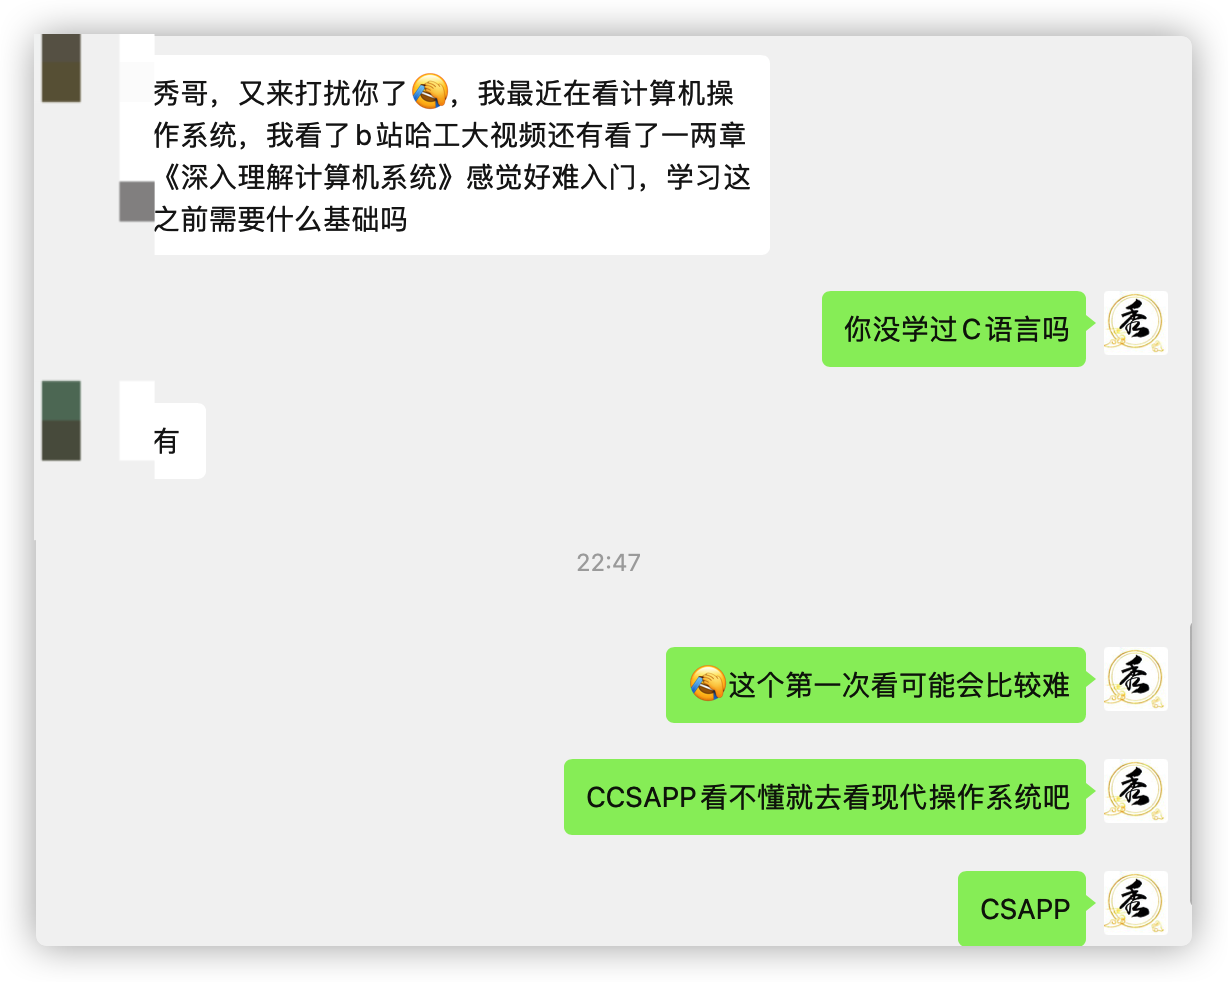 秀哥，又来打扰你了🤦，我最近在看计算机操
作系统，我看了b站哈工大视频还有看了一两章
《深入理解计算机系统》感觉好难入门，学习这
之前需要什么基础吗
你没学过C语言吗
秀
有
22:47
🤦这个第一次看可能会比较难
秀
CCSAPP看不懂就去看现代操作系统吧
秀
CSAPP
秀